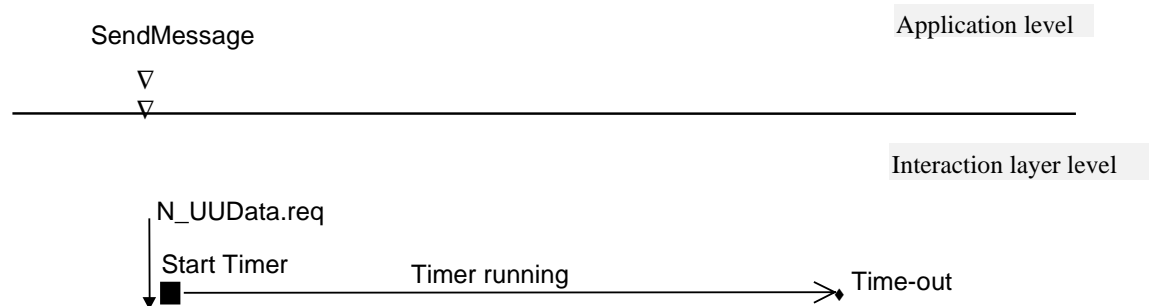 Application level
SendMessage
Interaction layer level
N_UUData.req
Start Timer
Timer running
Time-out